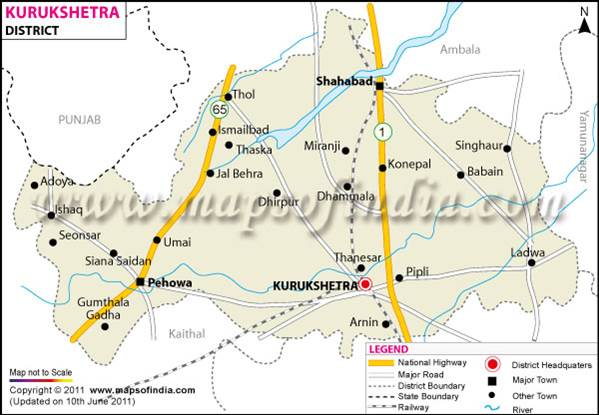 KURUKSHETRA
DISTRICT
N
Ambala
PUNJAB
Yamunanagar
Kaithal
Shahabad
Thol
65
1
Ismailbad
Thaska
Miranji
Singhaur
Konepal
Babain
Jal Behra
Adoya
Dhirpur
Dhammala
Ishaq
www.mapsofindia.com
Seonsar
Umai
Siana Saidan
Ladwa
Thanesar
Pipli
Pehowa
KURUKSHETRA
Gumthala
Gadha
Arnin
LEGEND
National Highway
Major Road
District Boundary
State Boundary
Railway
District Headquaters
Major Town
Other Town
River
Map not to Scale
Copyright © 2011 www.mapsofindia.com
(Updated on 10th June 2011)